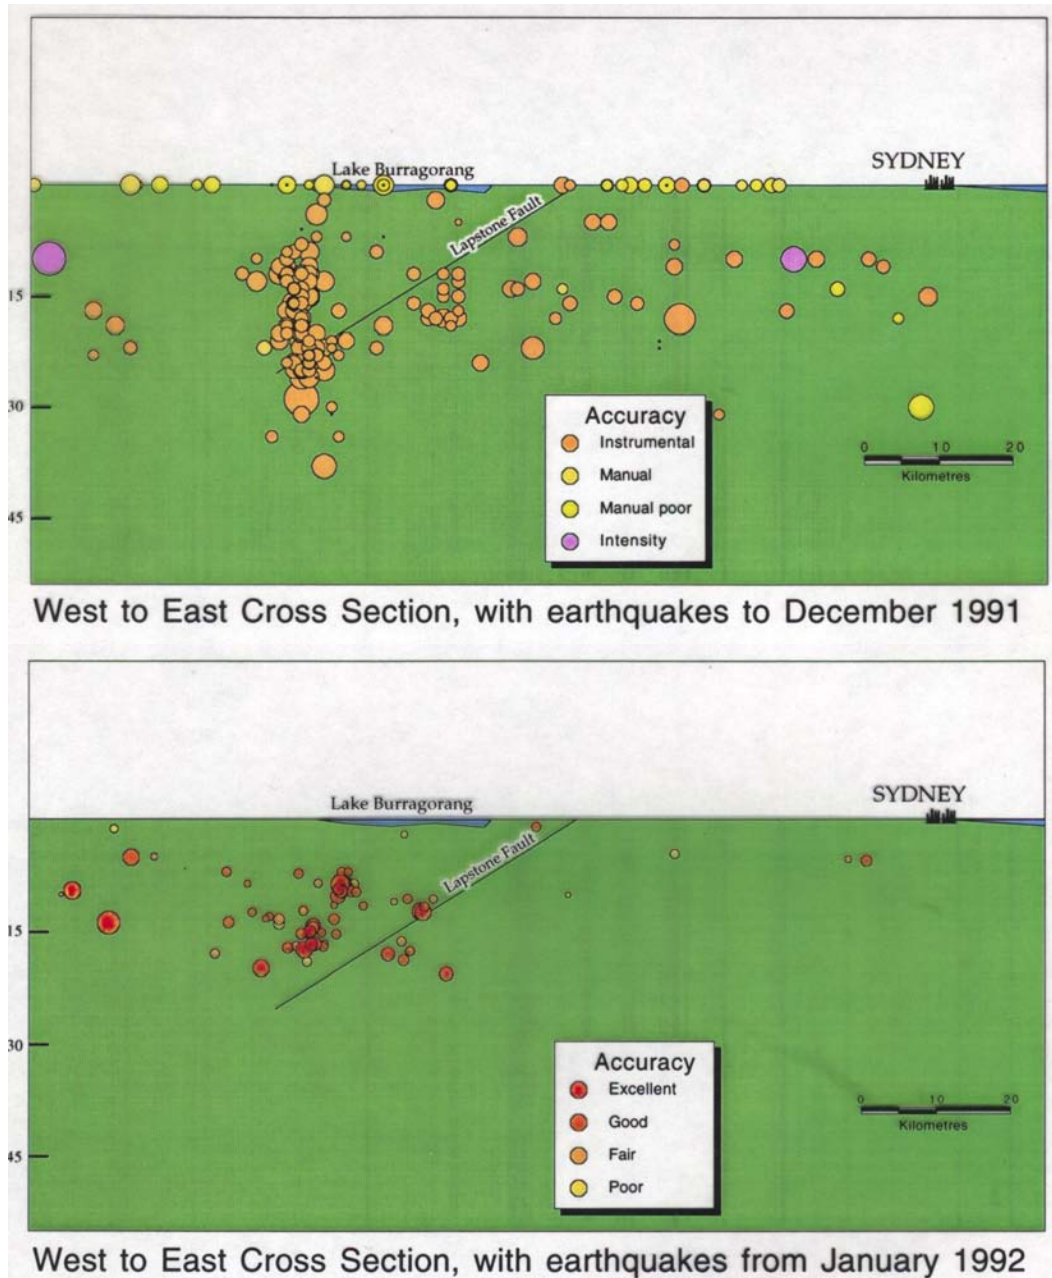 Lake Burragorang
SYDNEY
Lapstone Fault
15
30
45
Accuracy
Instrumental
Manual
Manual poor
Intensity
0 10 20
Kilometres
West to East Cross Section, with earthquakes to December 1991
Lake Burragorang
SYDNEY
Lapstone Fault
15
30
45
Accuracy
Excellent
Good
Fair
Poor
0 10 20
Kilometres
West to East Cross Section, with earthquakes from January 1992